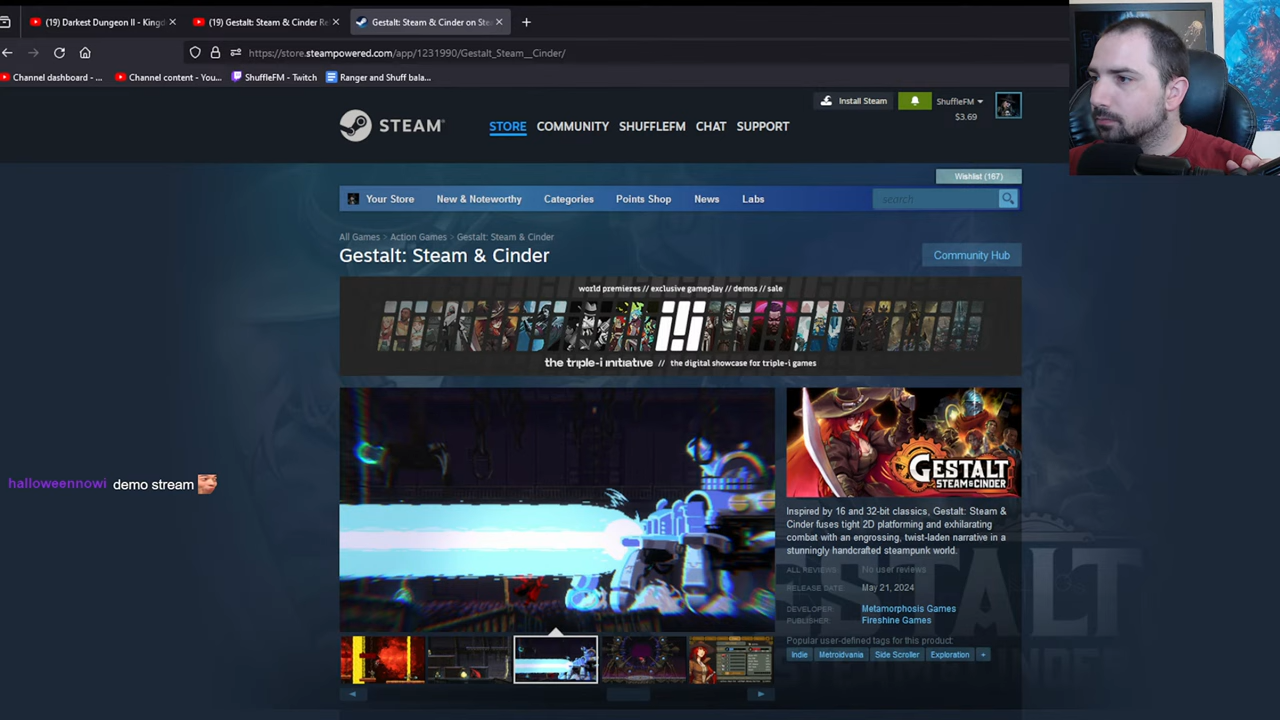 (19) Darkest Dungeon II - Kingd
(19) Gestalt: Steam & Cinder Re
Gestalt: Steam & Cinder on Ste
https://store.steampowered.com/app/1231990/Gestalt_Steam__Cinder/
Channel dashboard - ...
Channel content - You...
ShuffleFM - Twitch
Ranger and Shuff bala...
Install Steam
ShuffleFM
$3.69
STEAM
STORE
COMMUNITY
SHUFFLEFM
CHAT
SUPPORT
Wishlist (167)
Your Store
New & Noteworthy
Categories
Points Shop
News
Labs
search
All Games > Action Games > Gestalt: Steam & Cinder
Gestalt: Steam & Cinder
Community Hub
world premieres // exclusive gameplay // demos // sale
the triple-i initiative // the digital showcase for triple-i games
GESTALT
STEAM & CINDER
halloweennowi demo stream
Inspired by 16 and 32-bit classics, Gestalt: Steam &
Cinder fuses tight 2D platforming and exhilarating
combat with an engrossing, twist-laden narrative in a
stunningly handcrafted steampunk world.
ALL REVIEWS: No user reviews
RELEASE DATE: May 21, 2024
DEVELOPER: Metamorphosis Games
PUBLISHER: Fireshine Games
Popular user-defined tags for this product:
Indie
Metroidvania
Side Scroller
Exploration
+